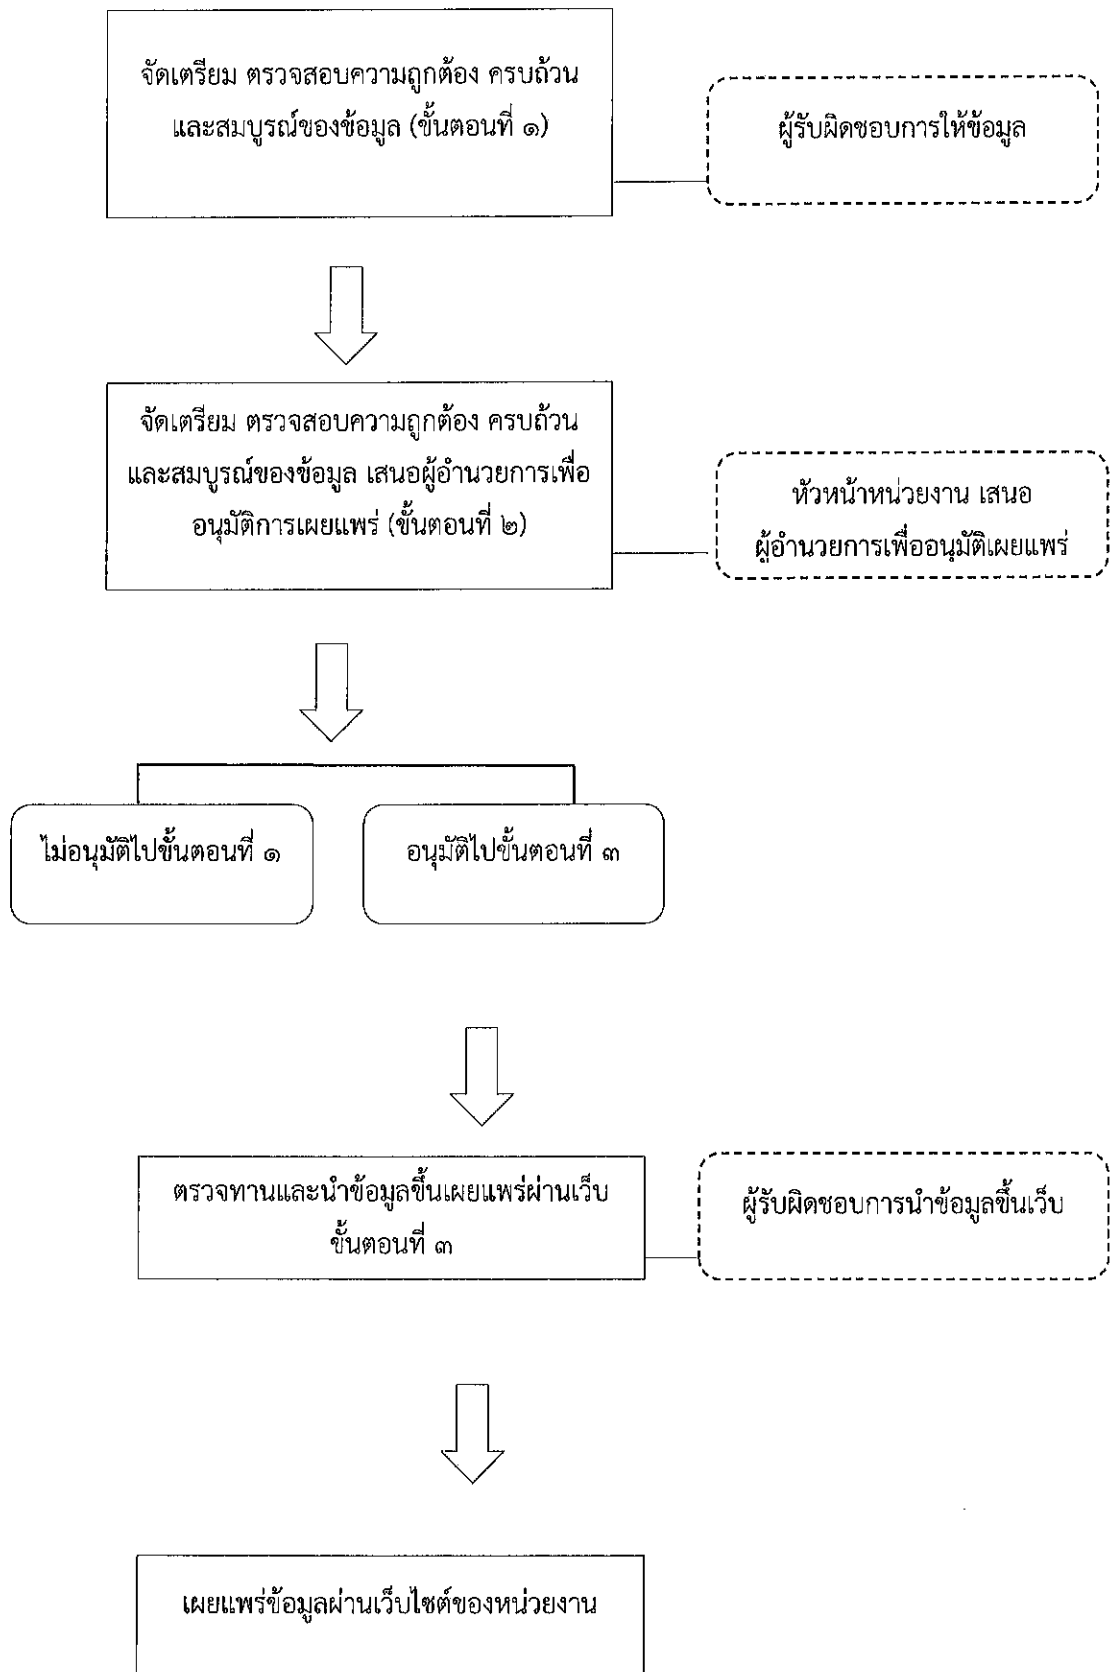 จัดเตรียม ตรวจสอบความถูกต้อง ครบถ้วน
และสมบูรณ์ของข้อมูล (ขั้นตอนที่ ๑)
ผู้รับผิดชอบการให้ข้อมูล
จัดเตรียม ตรวจสอบความถูกต้อง ครบถ้วน
และสมบูรณ์ของข้อมูล เสนอผู้อำนวยการเพื่อ
อนุมัติการเผยแพร่ (ขั้นตอนที่ ๒)
หัวหน้าหน่วยงาน เสนอ
ผู้อำนวยการเพื่ออนุมัติเผยแพร่
ไม่อนุมัติไปขั้นตอนที่ ๑
อนุมัติไปขั้นตอนที่ ๓
ตรวจทานและนำข้อมูลขึ้นเผยแพร่ผ่านเว็บ
ขั้นตอนที่ ๓
ผู้รับผิดชอบการนำข้อมูลขึ้นเว็บ
เผยแพร่ข้อมูลผ่านเว็บไซต์ของหน่วยงาน